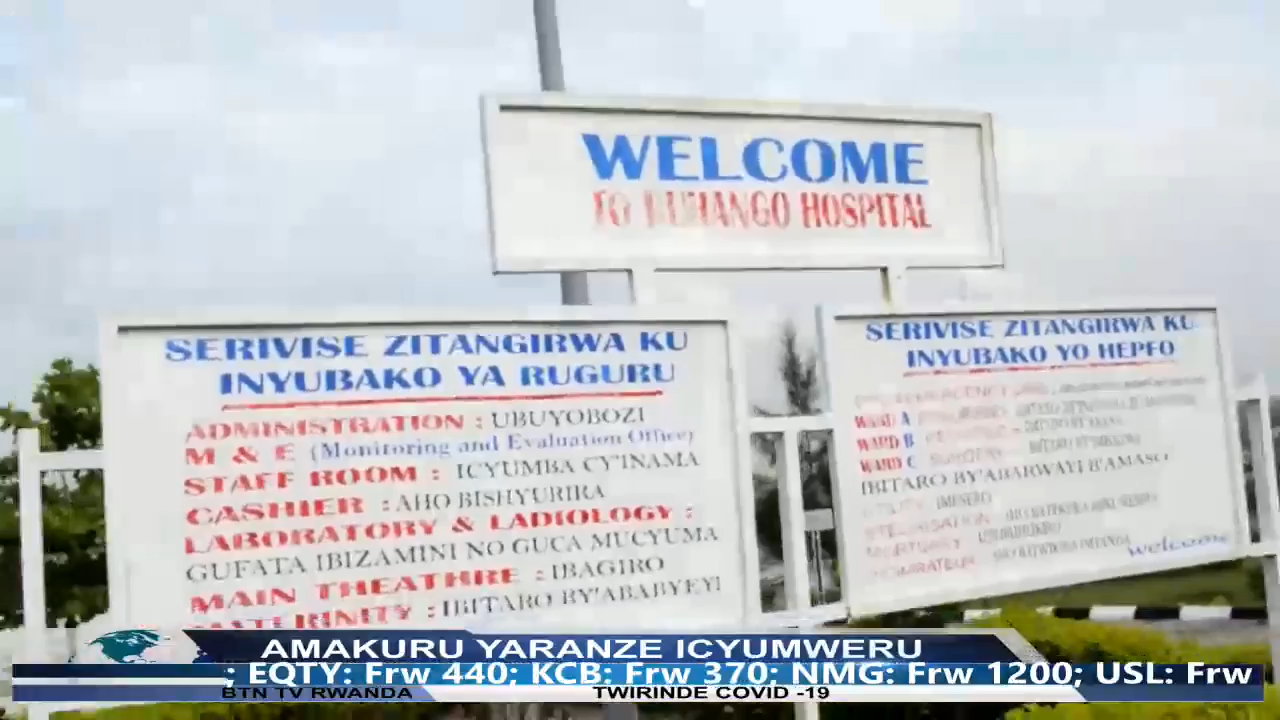 WELCOME
TO RUHANGO HOSPITAL
SERIVISE ZITANGIRWA KU
INYUBAKO YA RUGURU
ADMINISTRATION : UBUYOBOZI
M & E (Monitoring and Evaluation Office)
STAFF ROOM : ICYUMBA CY'INAMA
CASHIER : AHO BISHYURIRA
LABORATORY & LADIOLOGY :
GUFATA IBIZAMINI NO GUCA MUCYUMA
MAIN THEATHRE : IBAGIRO
MATURINITY : IBITARO BY'ABABYEYI
SERIVISE ZITANGIRWA KU
INYUBAKO YO HEPFO
WARD A
WARD B
WARD C
IBITARO BY'ABARWAYI B'AMASO
welcome
AMAKURU YARANZE ICYUMWERU
; EQTY: Frw 440; KCB: Frw 370; NMG: Frw 1200; USL: Frw
BTN TV RWANDA TWIRINDE COVID -19